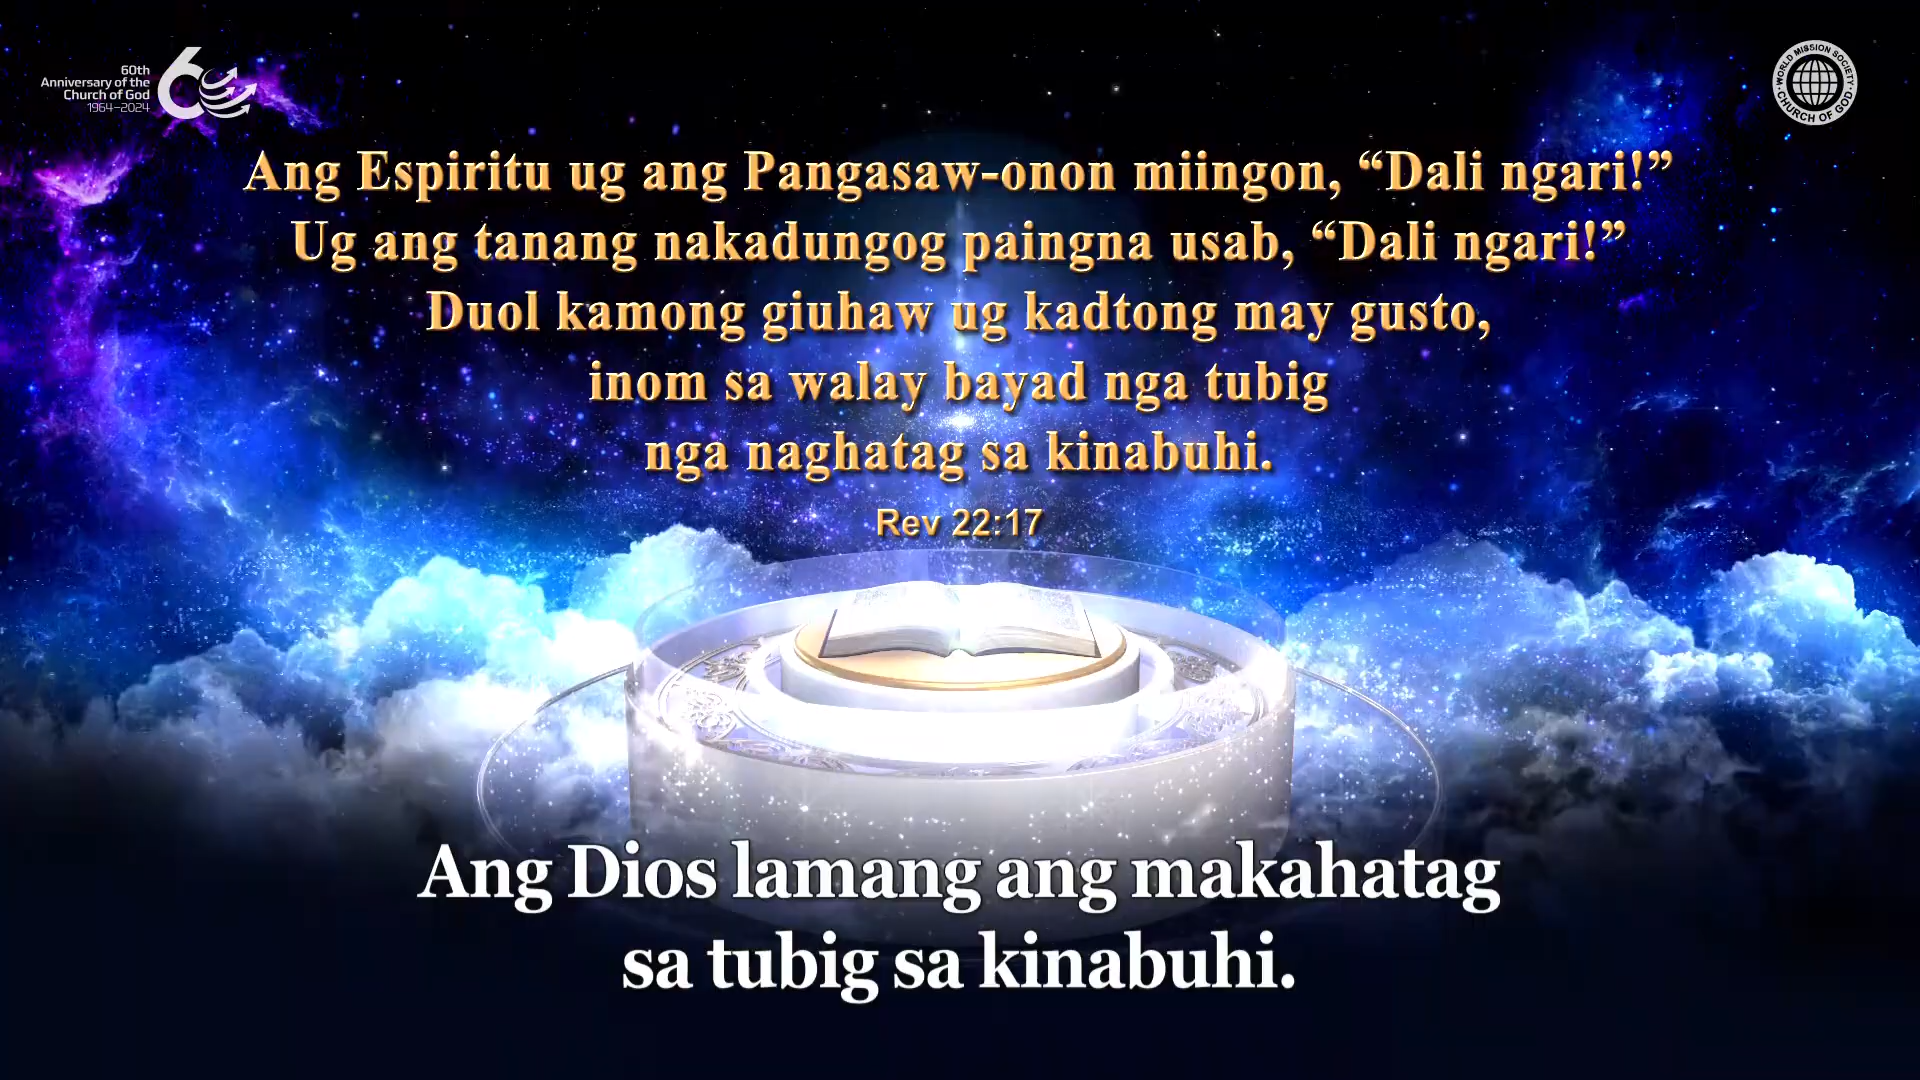 60th
Anniversary of the
Church of God
1964–2024
60
WORLD MISSION SOCIETY
CHURCH OF GOD
Ang Espiritu ug ang Pangasaw-onon miingon, “Dali ngari!”
Ug ang tanang nakadungog paingna usab, “Dali ngari!”
Duol kamong giuhaw ug kadtong may gusto,
inom sa walay bayad nga tubig
nga naghatag sa kinabuhi.
Rev 22:17
Ang Dios lamang ang makahatag
sa tubig sa kinabuhi.